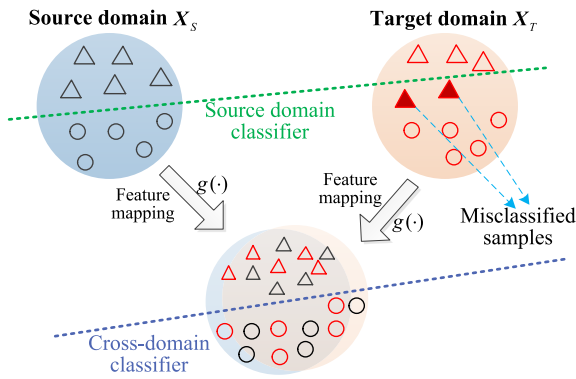 Source domain X_S
Target domain X_T
Source domain
classifier
Feature
mapping
g(·)
Feature
mapping
g(·)
Misclassified
samples
Cross-domain
classifier